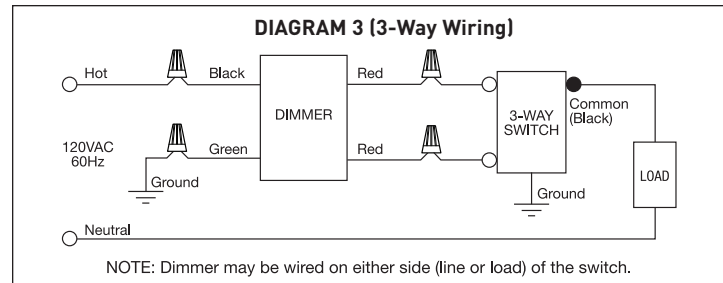 DIAGRAM 3 (3-Way Wiring)
Hot
Black
Red
DIMMER
3-WAY
SWITCH
Common
(Black)
120VAC
60Hz
Green
Red
Ground
Ground
LOAD
Neutral
NOTE: Dimmer may be wired on either side (line or load) of the switch.